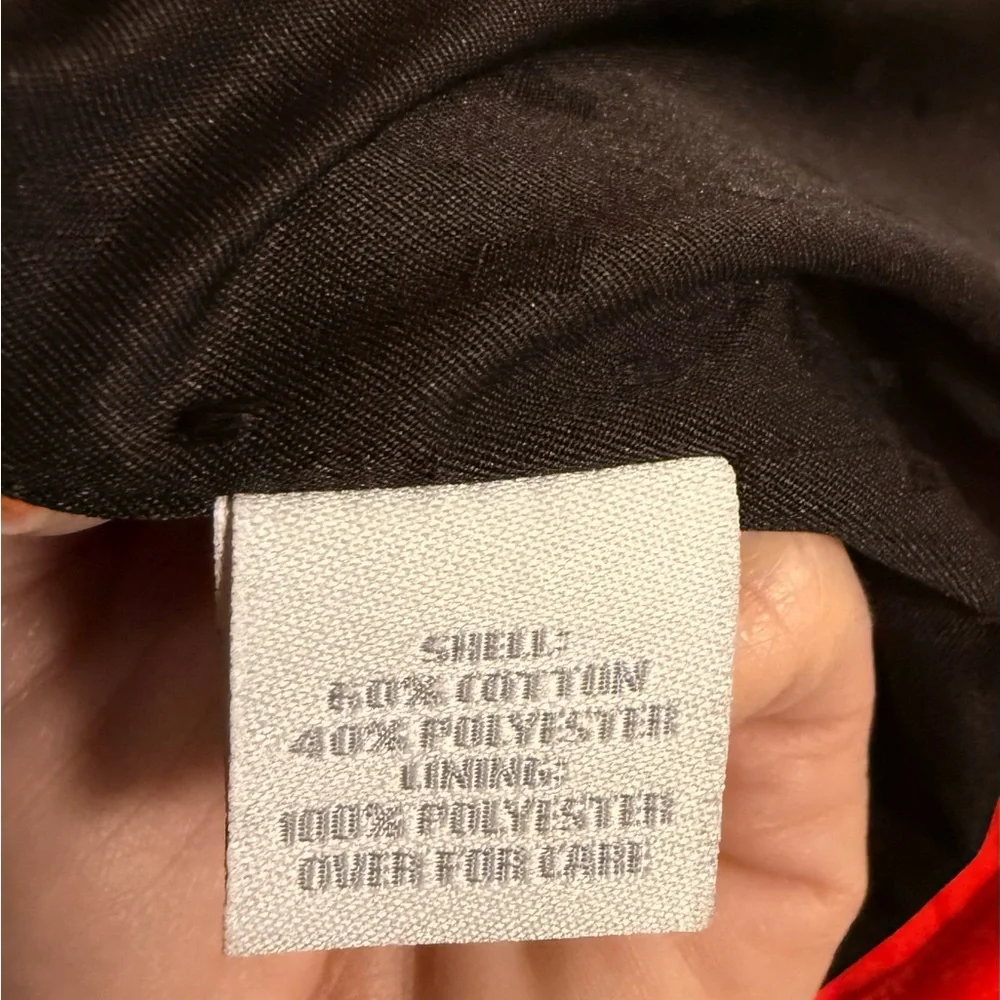 SHELL:
60% COTTON
40% POLYESTER
LINING:
100% POLYESTER
OVER FOR CARE